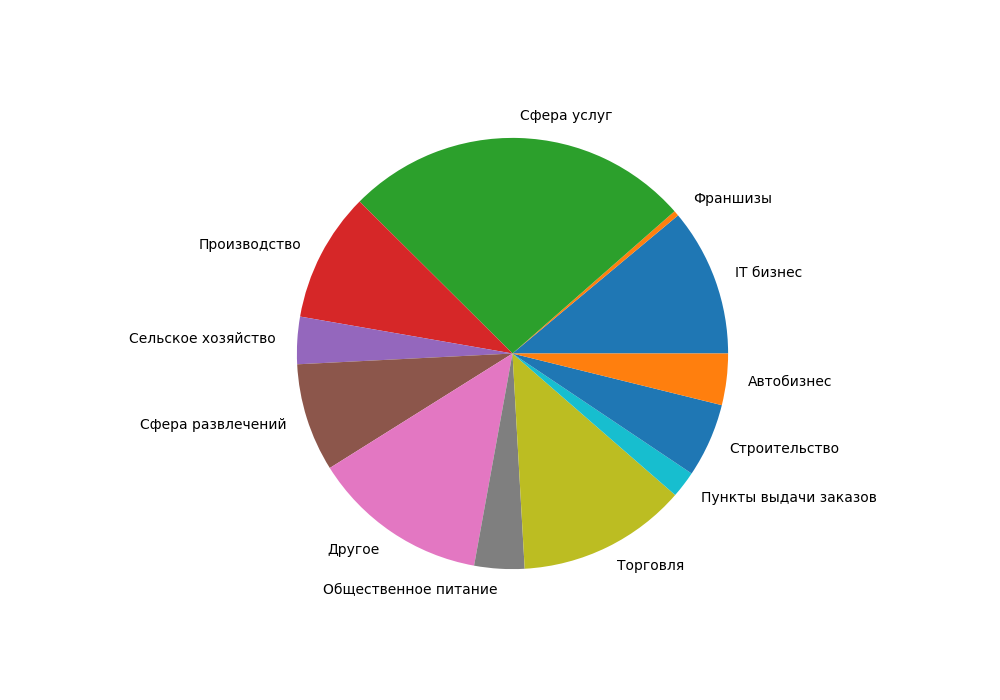 Сфера услуг
Франшизы
Производство
IT бизнес
Сельское хозяйство
Автобизнес
Сфера развлечений
Строительство
Пункты выдачи заказов
Другое
Торговля
Общественное питание